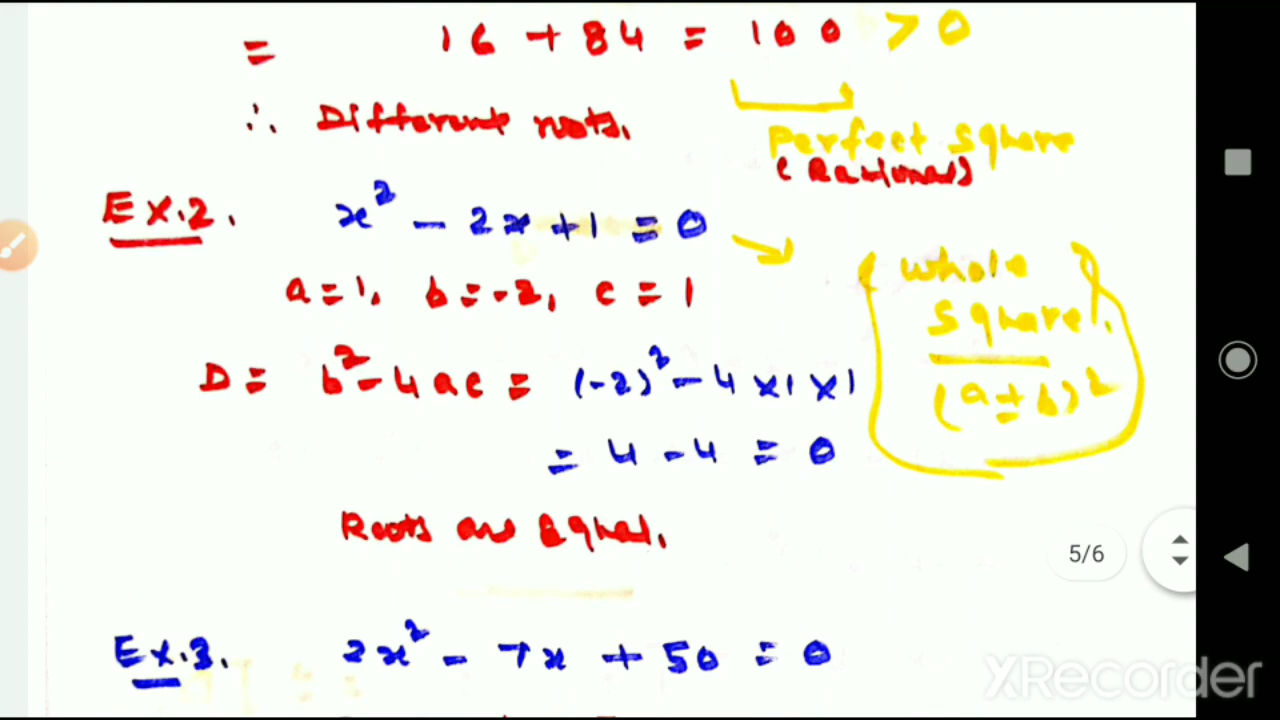 = 16 + 84 = 100 > 0
∴ Different roots.
Perfect square
(Rational)
Ex.2. x² - 2x + 1 = 0
a = 1, b = -2, c = 1
(whole
square)
(a ± b)²
D = b² - 4ac = (-2)² - 4 × 1 × 1
= 4 - 4 = 0
Roots are Equal.
5/6
Ex.3. 2x² - 7x + 50 = 0
XRecorder